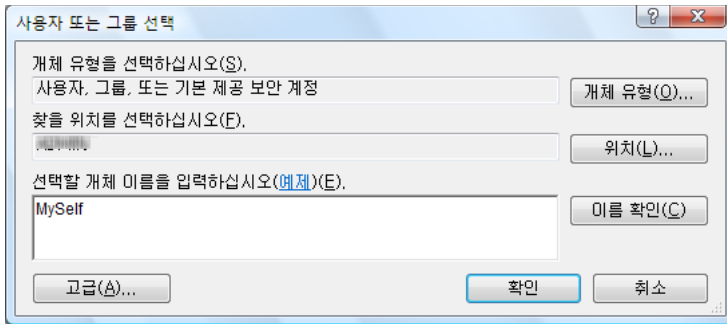 사용자 또는 그룹 선택
개체 유형을 선택하십시오(S).
사용자, 그룹, 또는 기본 제공 보안 계정
개체 유형(O)...
찾을 위치를 선택하십시오(F).
위치(L)...
선택할 개체 이름을 입력하십시오(예제)(E).
MySelf
이름 확인(C)
고급(A)...
확인
취소